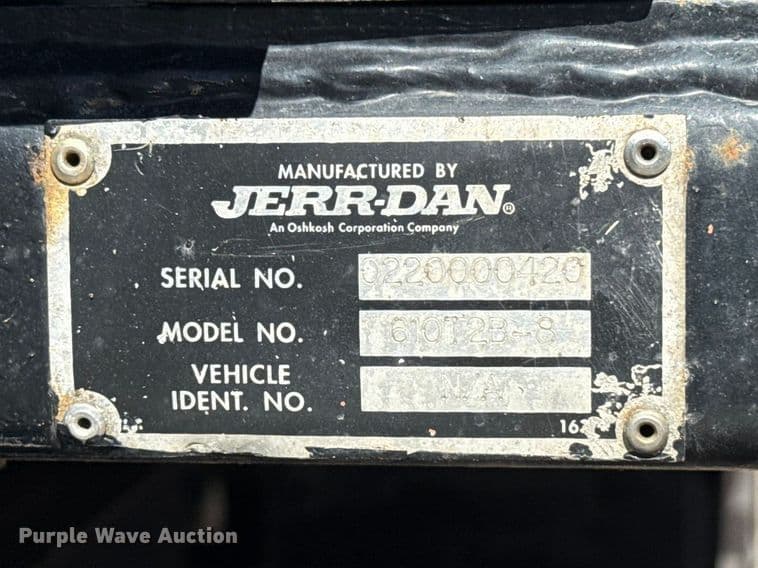 MANUFACTURED BY
JERR-DAN®
An Oshkosh Corporation Company
SERIAL NO. 0220000420
MODEL NO. 610T2B-8
VEHICLE
IDENT. NO. N/A
Purple Wave Auction